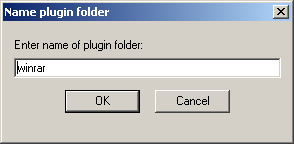 Name plugin folder
Enter name of plugin folder:
winrar
OK
Cancel